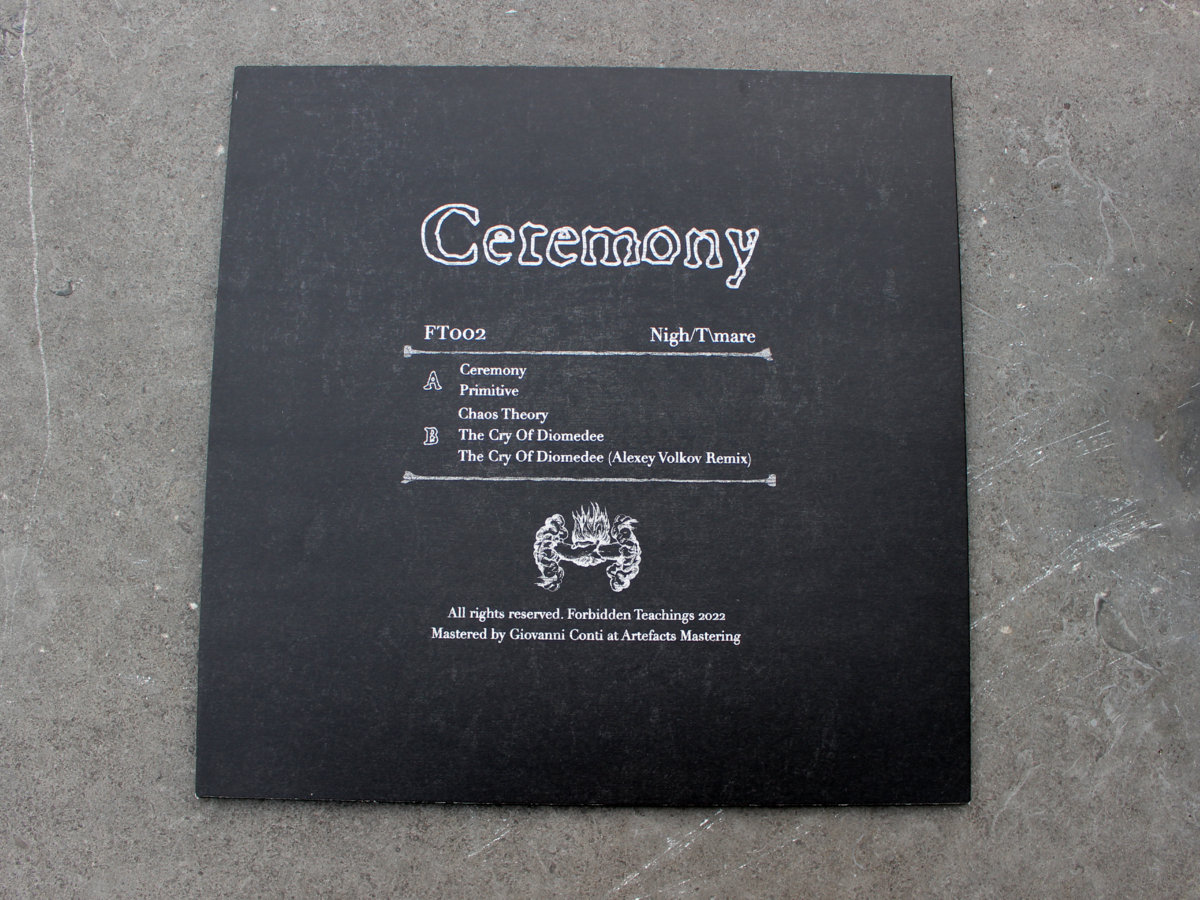 Ceremony
FT002 Nigh/T\mare
A
Ceremony
Primitive
B
Chaos Theory
The Cry Of Diomedee
The Cry Of Diomedee (Alexey Volkov Remix)
All rights reserved. Forbidden Teachings 2022
Mastered by Giovanni Conti at Artefacts Mastering